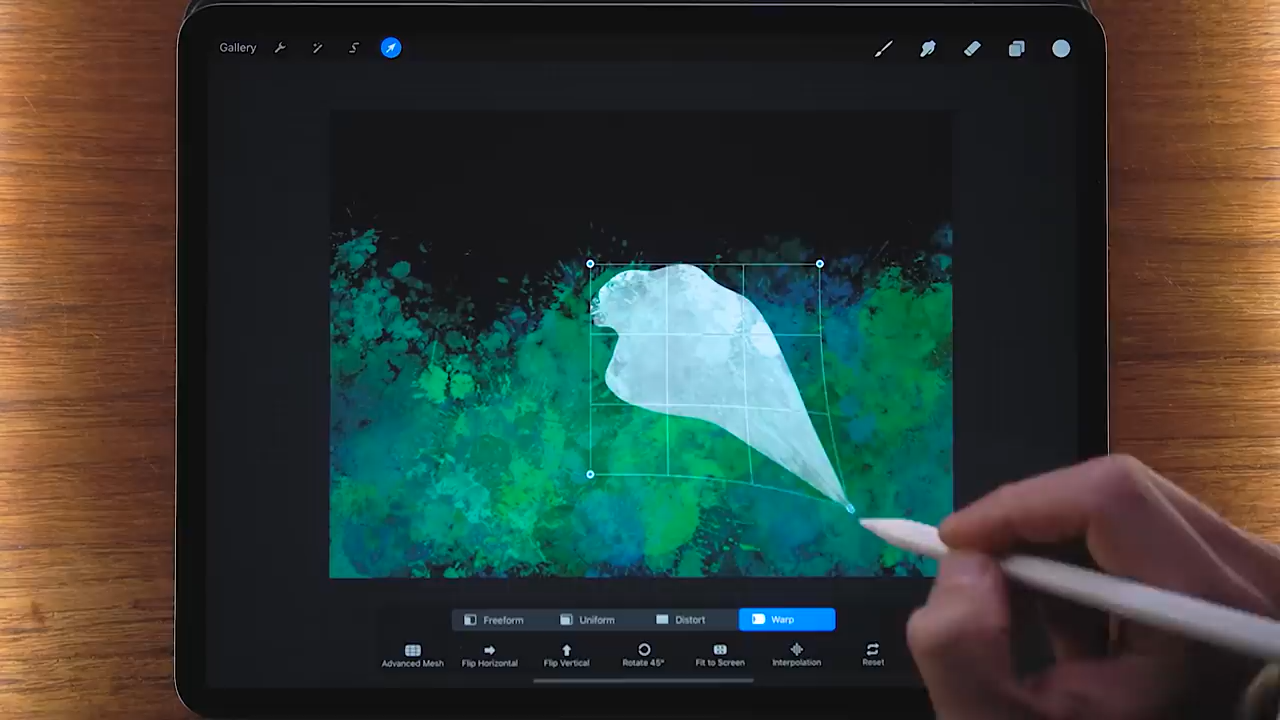 Gallery
Freeform Uniform Distort Warp
Advanced Mesh Flip Horizontal Flip Vertical Rotate 45° Fit to Screen Interpolation Reset